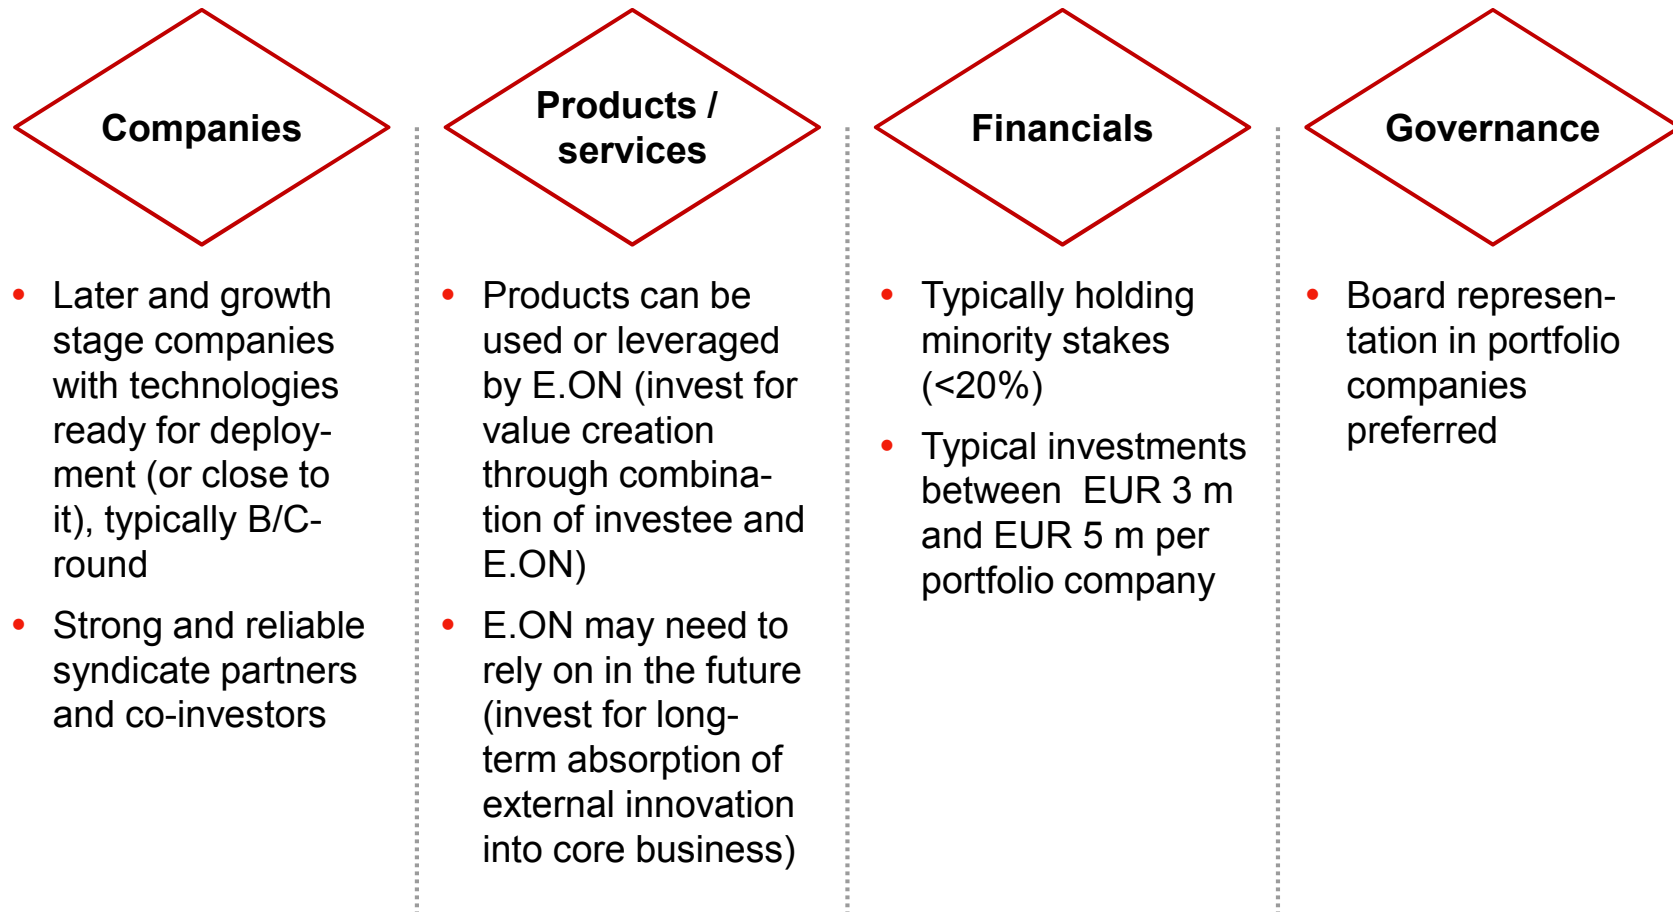 Companies
Later and growth
stage companies
with technologies
ready for deploy-
ment (or close to
it), typically B/C-
round
Strong and reliable
syndicate partners
and co-investors
Products /
services
Products can be
used or leveraged
by E.ON (invest for
value creation
through combina-
tion of investee and
E.ON)
E.ON may need to
rely on in the future
(invest for long-
term absorption of
external innovation
into core business)
Financials
Typically holding
minority stakes
(<20%)
Typical investments
between EUR 3 m
and EUR 5 m per
portfolio company
Governance
Board represen-
tation in portfolio
companies
preferred